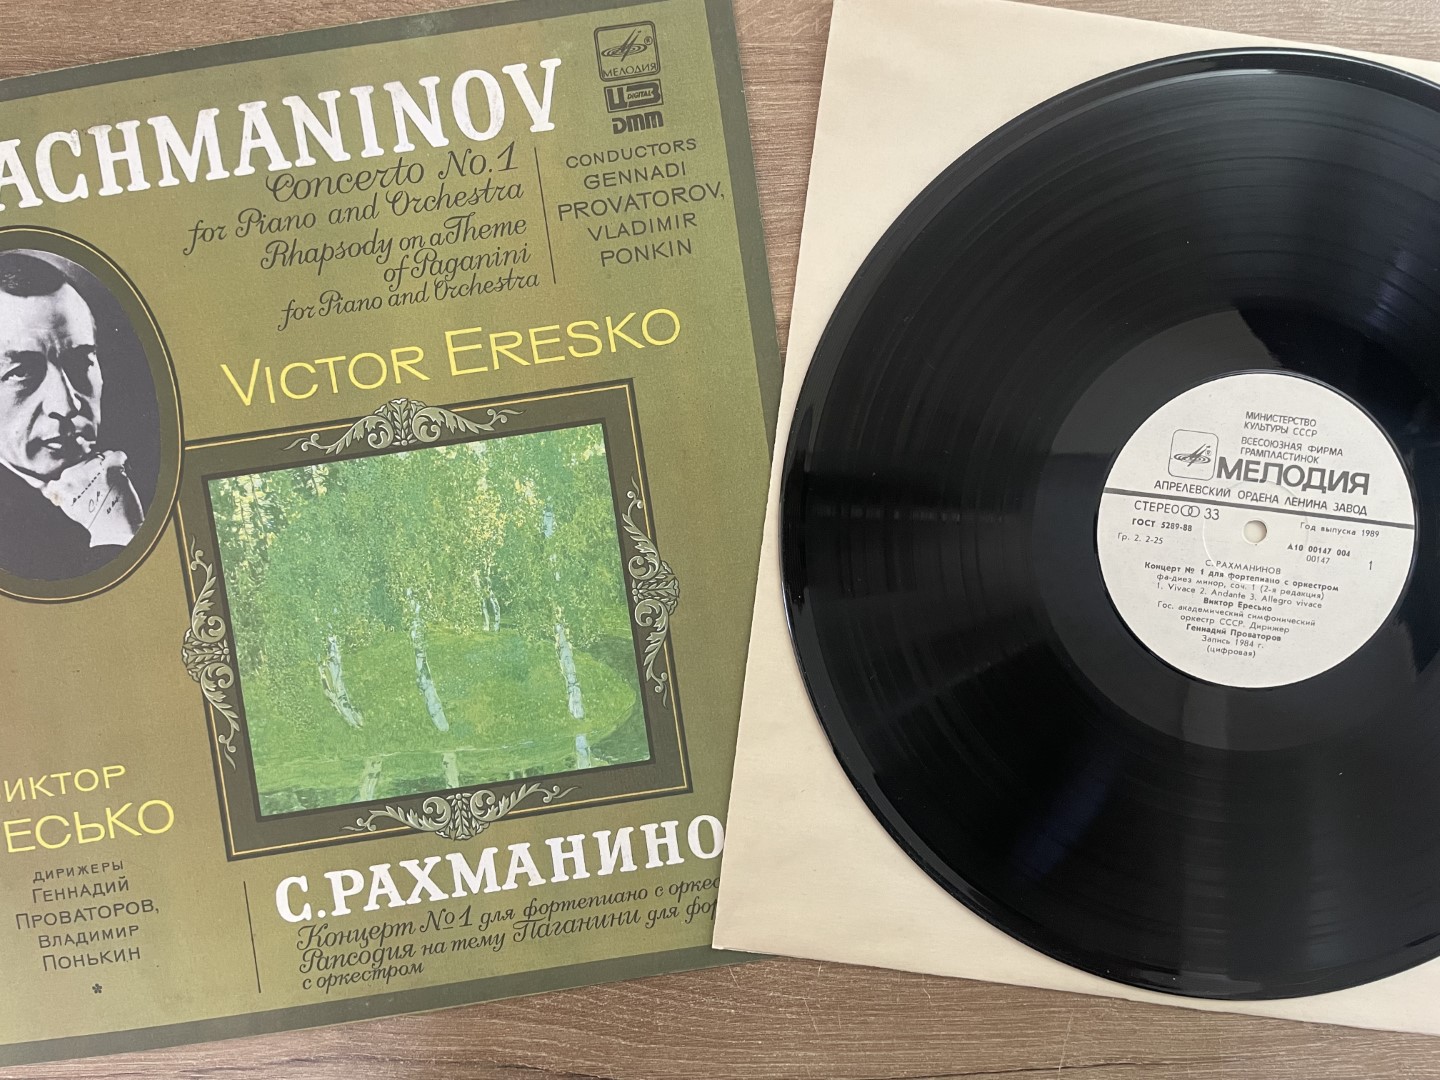 ACHMANINOV
Concerto No.1
for Piano and Orchestra
Rhapsody on a Theme
of Paganini
for Piano and Orchestra
МЕЛОДИЯ
DIGITAL
DMM
CONDUCTORS
GENNADI
PROVATOROV,
VLADIMIR
PONKIN
VICTOR ERESKO
ИКТОР
ЕСЬКО
ДИРИЖЕРЫ
ГЕННАДИЙ
ПРОВАТОРОВ,
ВЛАДИМИР
ПОНЬКИН
*
С.РАХМАНИНО
Концерт №1 для фортепиано с оркес
Рапсодия на тему Паганини для фор
с оркестром
МИНИСТЕРСТВО
КУЛЬТУРЫ СССР
ВСЕСОЮЗНАЯ ФИРМА
ГРАМПЛАСТИНОК
МЕЛОДИЯ
АПРЕЛЕВСКИЙ ОРДЕНА ЛЕНИНА ЗАВОД
СТЕРЕО 33
ГОСТ 5289-88
Гр. 2. 2-25
Год выпуска 1989
А10 00147 004
00147
1
С. РАХМАНИНОВ
Концерт № 1 для фортепиано с оркестром
фа-диез минор, соч. 1 (2-я редакция)
1. Vivace 2. Andante 3. Allegro vivace
Виктор Ересько
Гос. академический симфонический
оркестр СССР. Дирижер
Геннадий Проваторов
Запись 1984 г.
(цифровая)